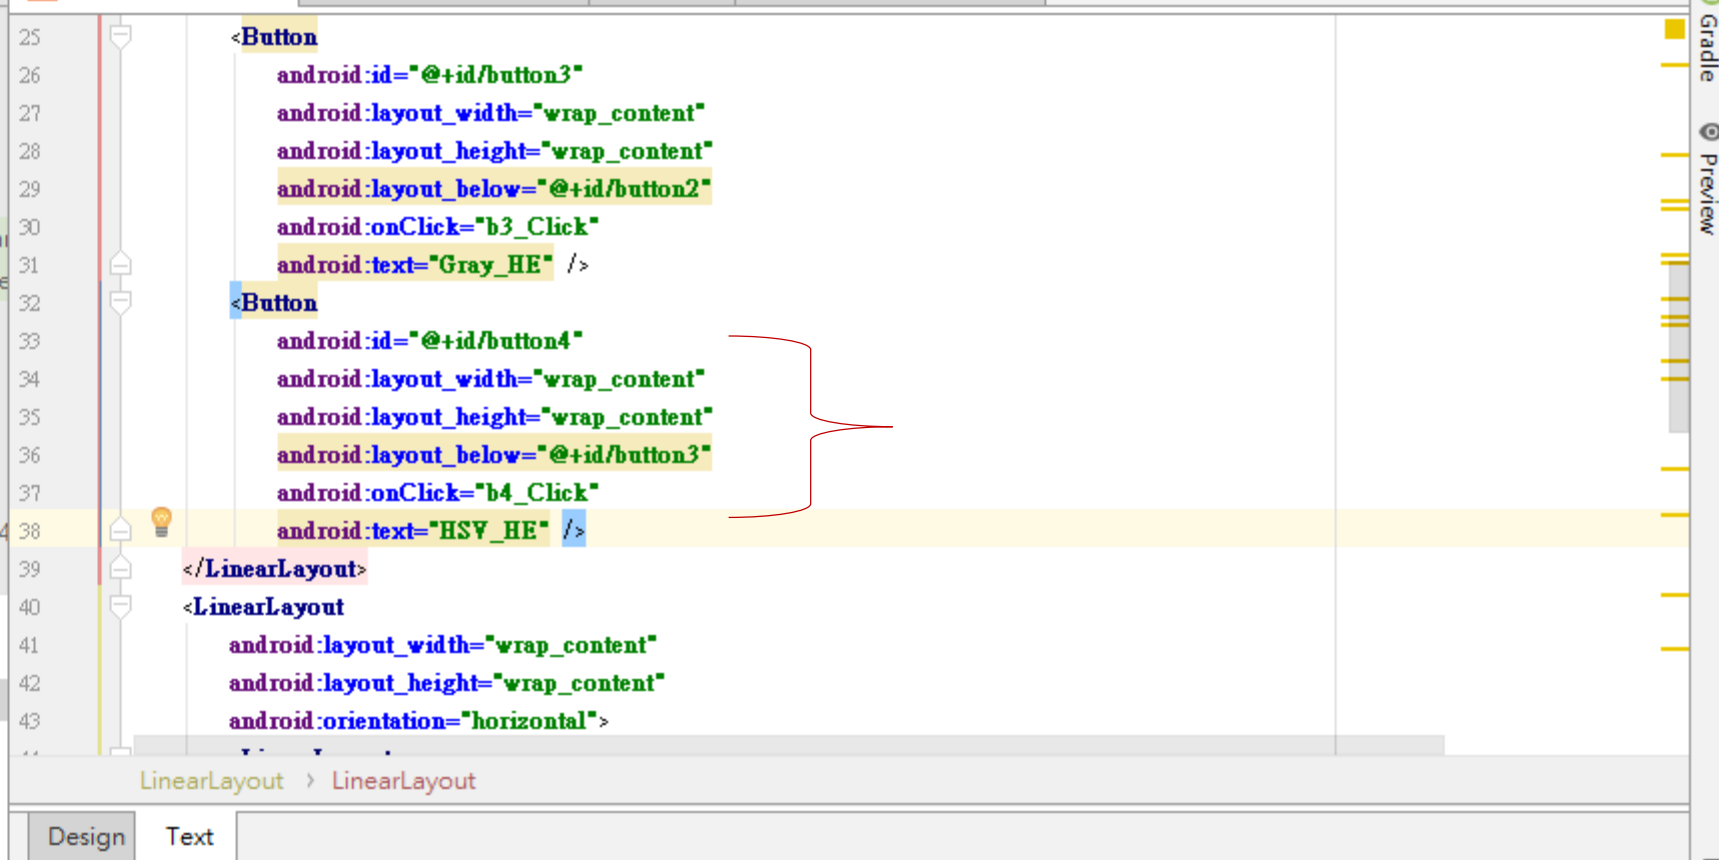 25 <Button
26 android:id="@+id/button3"
27 android:layout_width="wrap_content"
28 android:layout_height="wrap_content"
29 android:layout_below="@+id/button2"
30 android:onClick="b3_Click"
31 android:text="Gray_HE" />
32 <Button
33 android:id="@+id/button4"
34 android:layout_width="wrap_content"
35 android:layout_height="wrap_content"
36 android:layout_below="@+id/button3"
37 android:onClick="b4_Click"
38 android:text="HSV_HE" />
39 </LinearLayout>
40 <LinearLayout
41 android:layout_width="wrap_content"
42 android:layout_height="wrap_content"
43 android:orientation="horizontal">
LinearLayout › LinearLayout
Design Text
Gradle
Preview